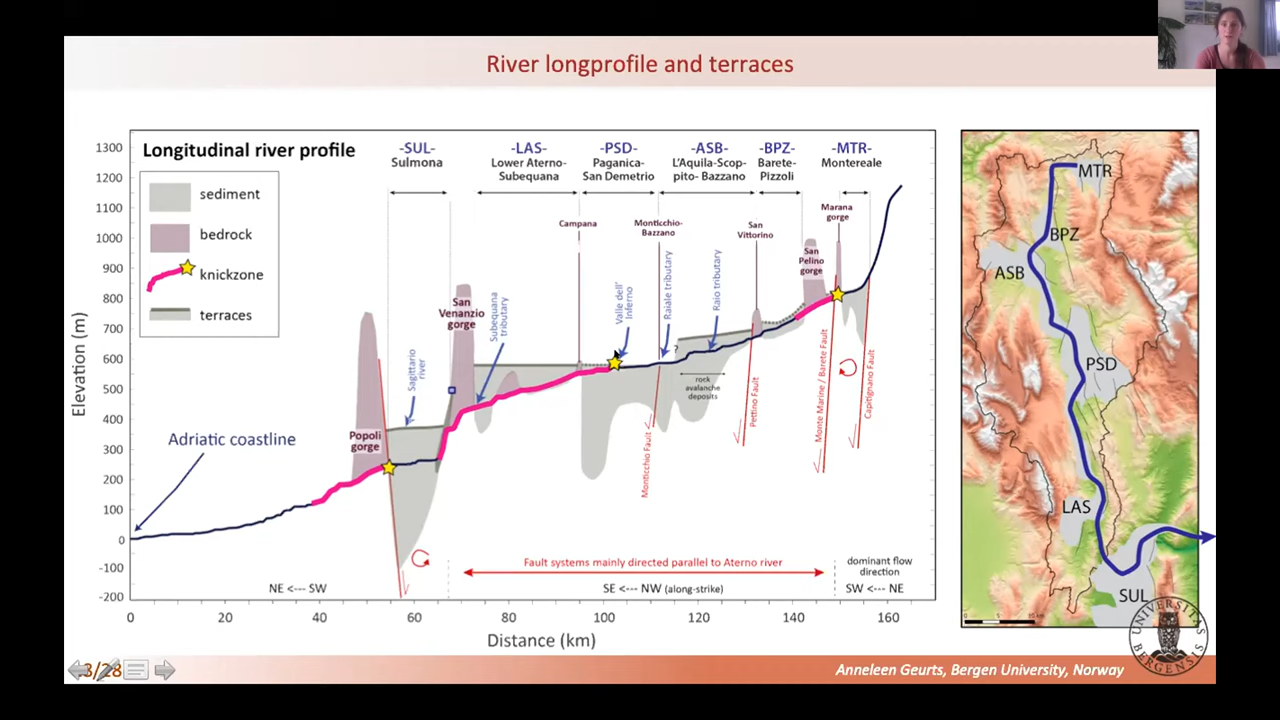 River longprofile and terraces
Longitudinal river profile
sediment
bedrock
knickzone
terraces
-SUL-
Sulmona
-LAS-
Lower Aterno-
Subequana
-PSD-
Paganica-
San Demetrio
-ASB-
L'Aquila-Scop-
pito- Bazzano
-BPZ-
Barete-
Pizzoli
-MTR-
Montereale
Campana
Monticchio-
Bazzano
San
Vittorino
San
Pelino
gorge
Marana
gorge
San
Venanzio
gorge
Popoli
gorge
Sagittario
river
Subequana
tributary
Valle dell'
Inferno
Raiale tributary
Raio tributary
?
rock
avalanche
deposits
Monticchio Fault
Pettino Fault
Monte Marine / Barete Fault
Capitignano Fault
Adriatic coastline
Fault systems mainly directed parallel to Aterno river
dominant flow
direction
NE <--- SW
SE <--- NW (along-strike)
SW <--- NE
Elevation (m)
1300
1200
1100
1000
900
800
700
600
500
400
300
200
100
0
-100
-200
0
20
40
60
80
100
120
140
160
Distance (km)
MTR
BPZ
ASB
PSD
LAS
SUL
UNIVERSITAS
BERGENSIS
3/28
Anneleen Geurts, Bergen University, Norway